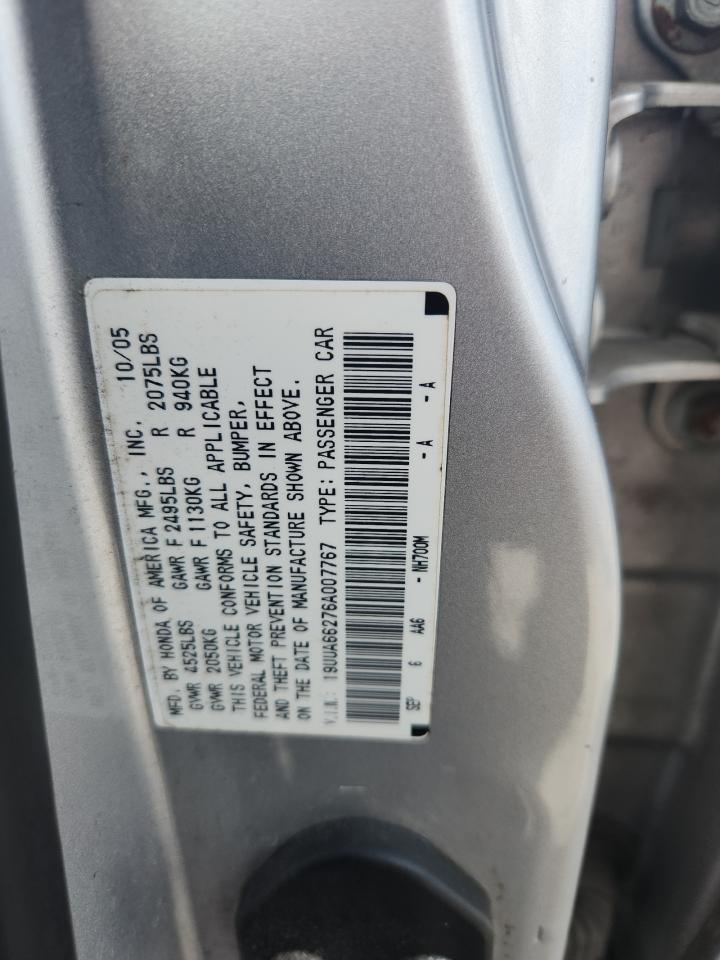 MFD. BY HONDA OF AMERICA MFG., INC. 10/05
GVWR 4525LBS GAWR F 2495LBS R 2075LBS
GVWR 2050KG GAWR F 1130KG R 940KG
THIS VEHICLE CONFORMS TO ALL APPLICABLE
FEDERAL MOTOR VEHICLE SAFETY, BUMPER,
AND THEFT PREVENTION STANDARDS IN EFFECT
ON THE DATE OF MANUFACTURE SHOWN ABOVE.
V.I.N.: 19UUA66276A007767 TYPE: PASSENGER CAR
SEP 6 AA6 - NH700M - A - A